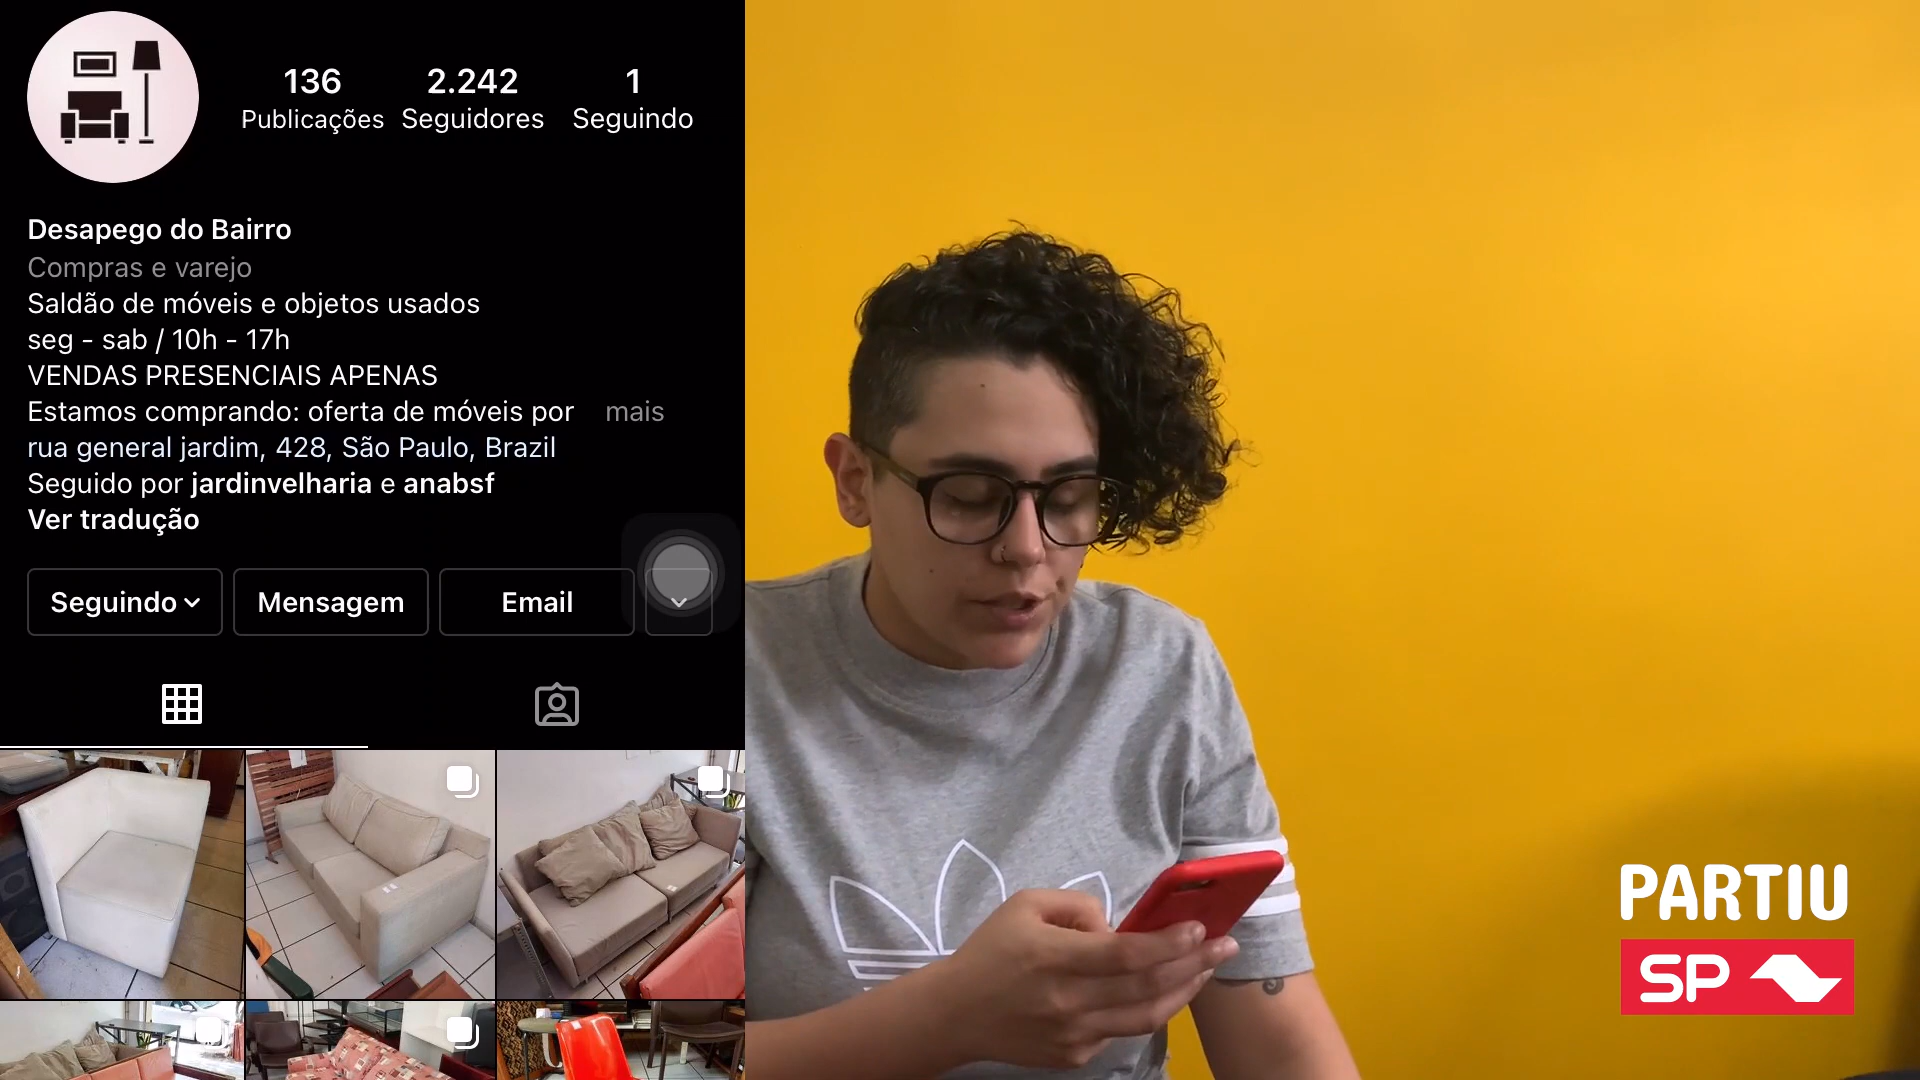 136
2.242
1
Publicações
Seguidores
Seguindo
Desapego do Bairro
Compras e varejo
Saldão de móveis e objetos usados
seg - sab / 10h - 17h
VENDAS PRESENCIAIS APENAS
Estamos comprando: oferta de móveis por mais
rua general jardim, 428, São Paulo, Brazil
Seguido por jardinvelharia e anabsf
Ver tradução
Seguindo
Mensagem
Email
PARTIU
SP